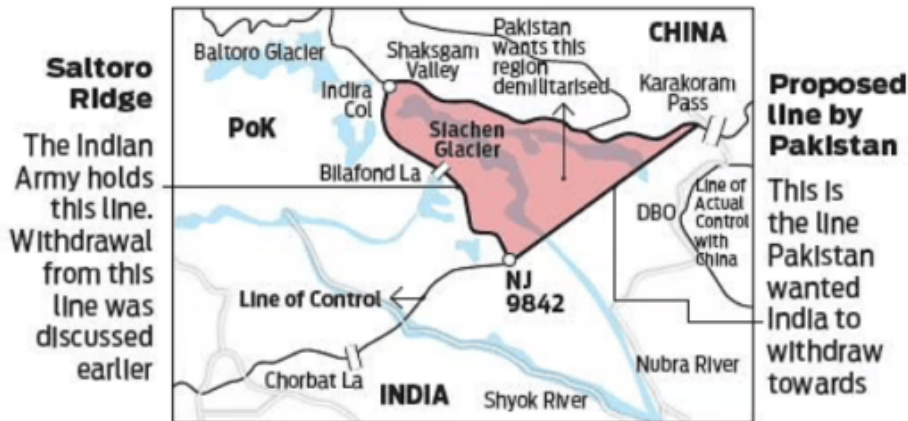 Saltoro
Ridge
The Indian
Army holds
this line.
Withdrawal
from this
line was
discussed
earlier
Baltoro Glacier
Shaksgam
Valley
Pakistan
wants this
region
demilitarised
CHINA
Karakoram
Pass
Indira
Col
PoK
Siachen
Glacier
Bilafond La
DBO
Line of
Actual
Control
with
China
NJ
9842
Line of Control
Chorbat La
INDIA
Shyok River
Nubra River
Proposed
line by
Pakistan
This is
the line
Pakistan
wanted
India to
withdraw
towards